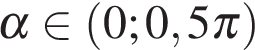 α ∈ (0; 0, 5π)